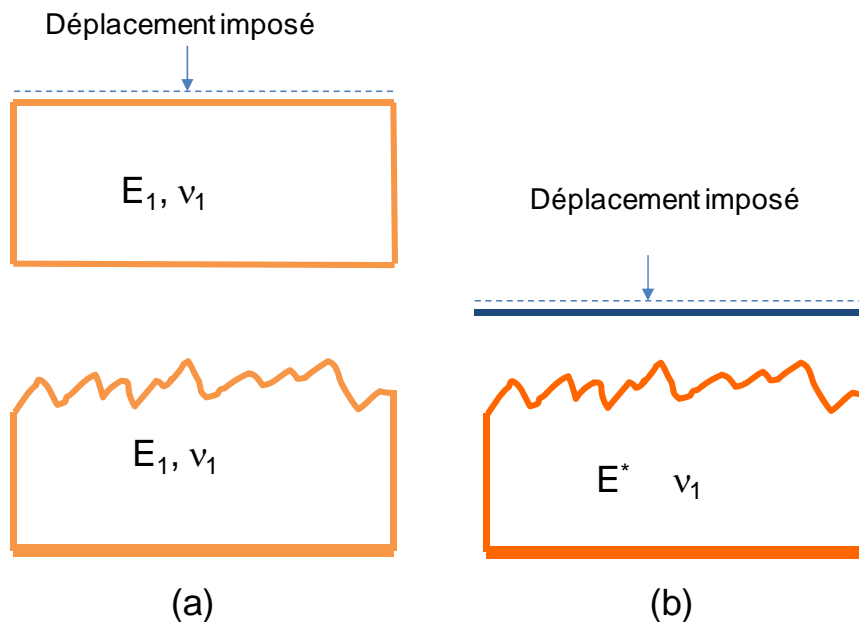 Déplacement imposé
E₁, ν₁
E₁, ν₁
(a)
Déplacement imposé
E* ν₁
(b)